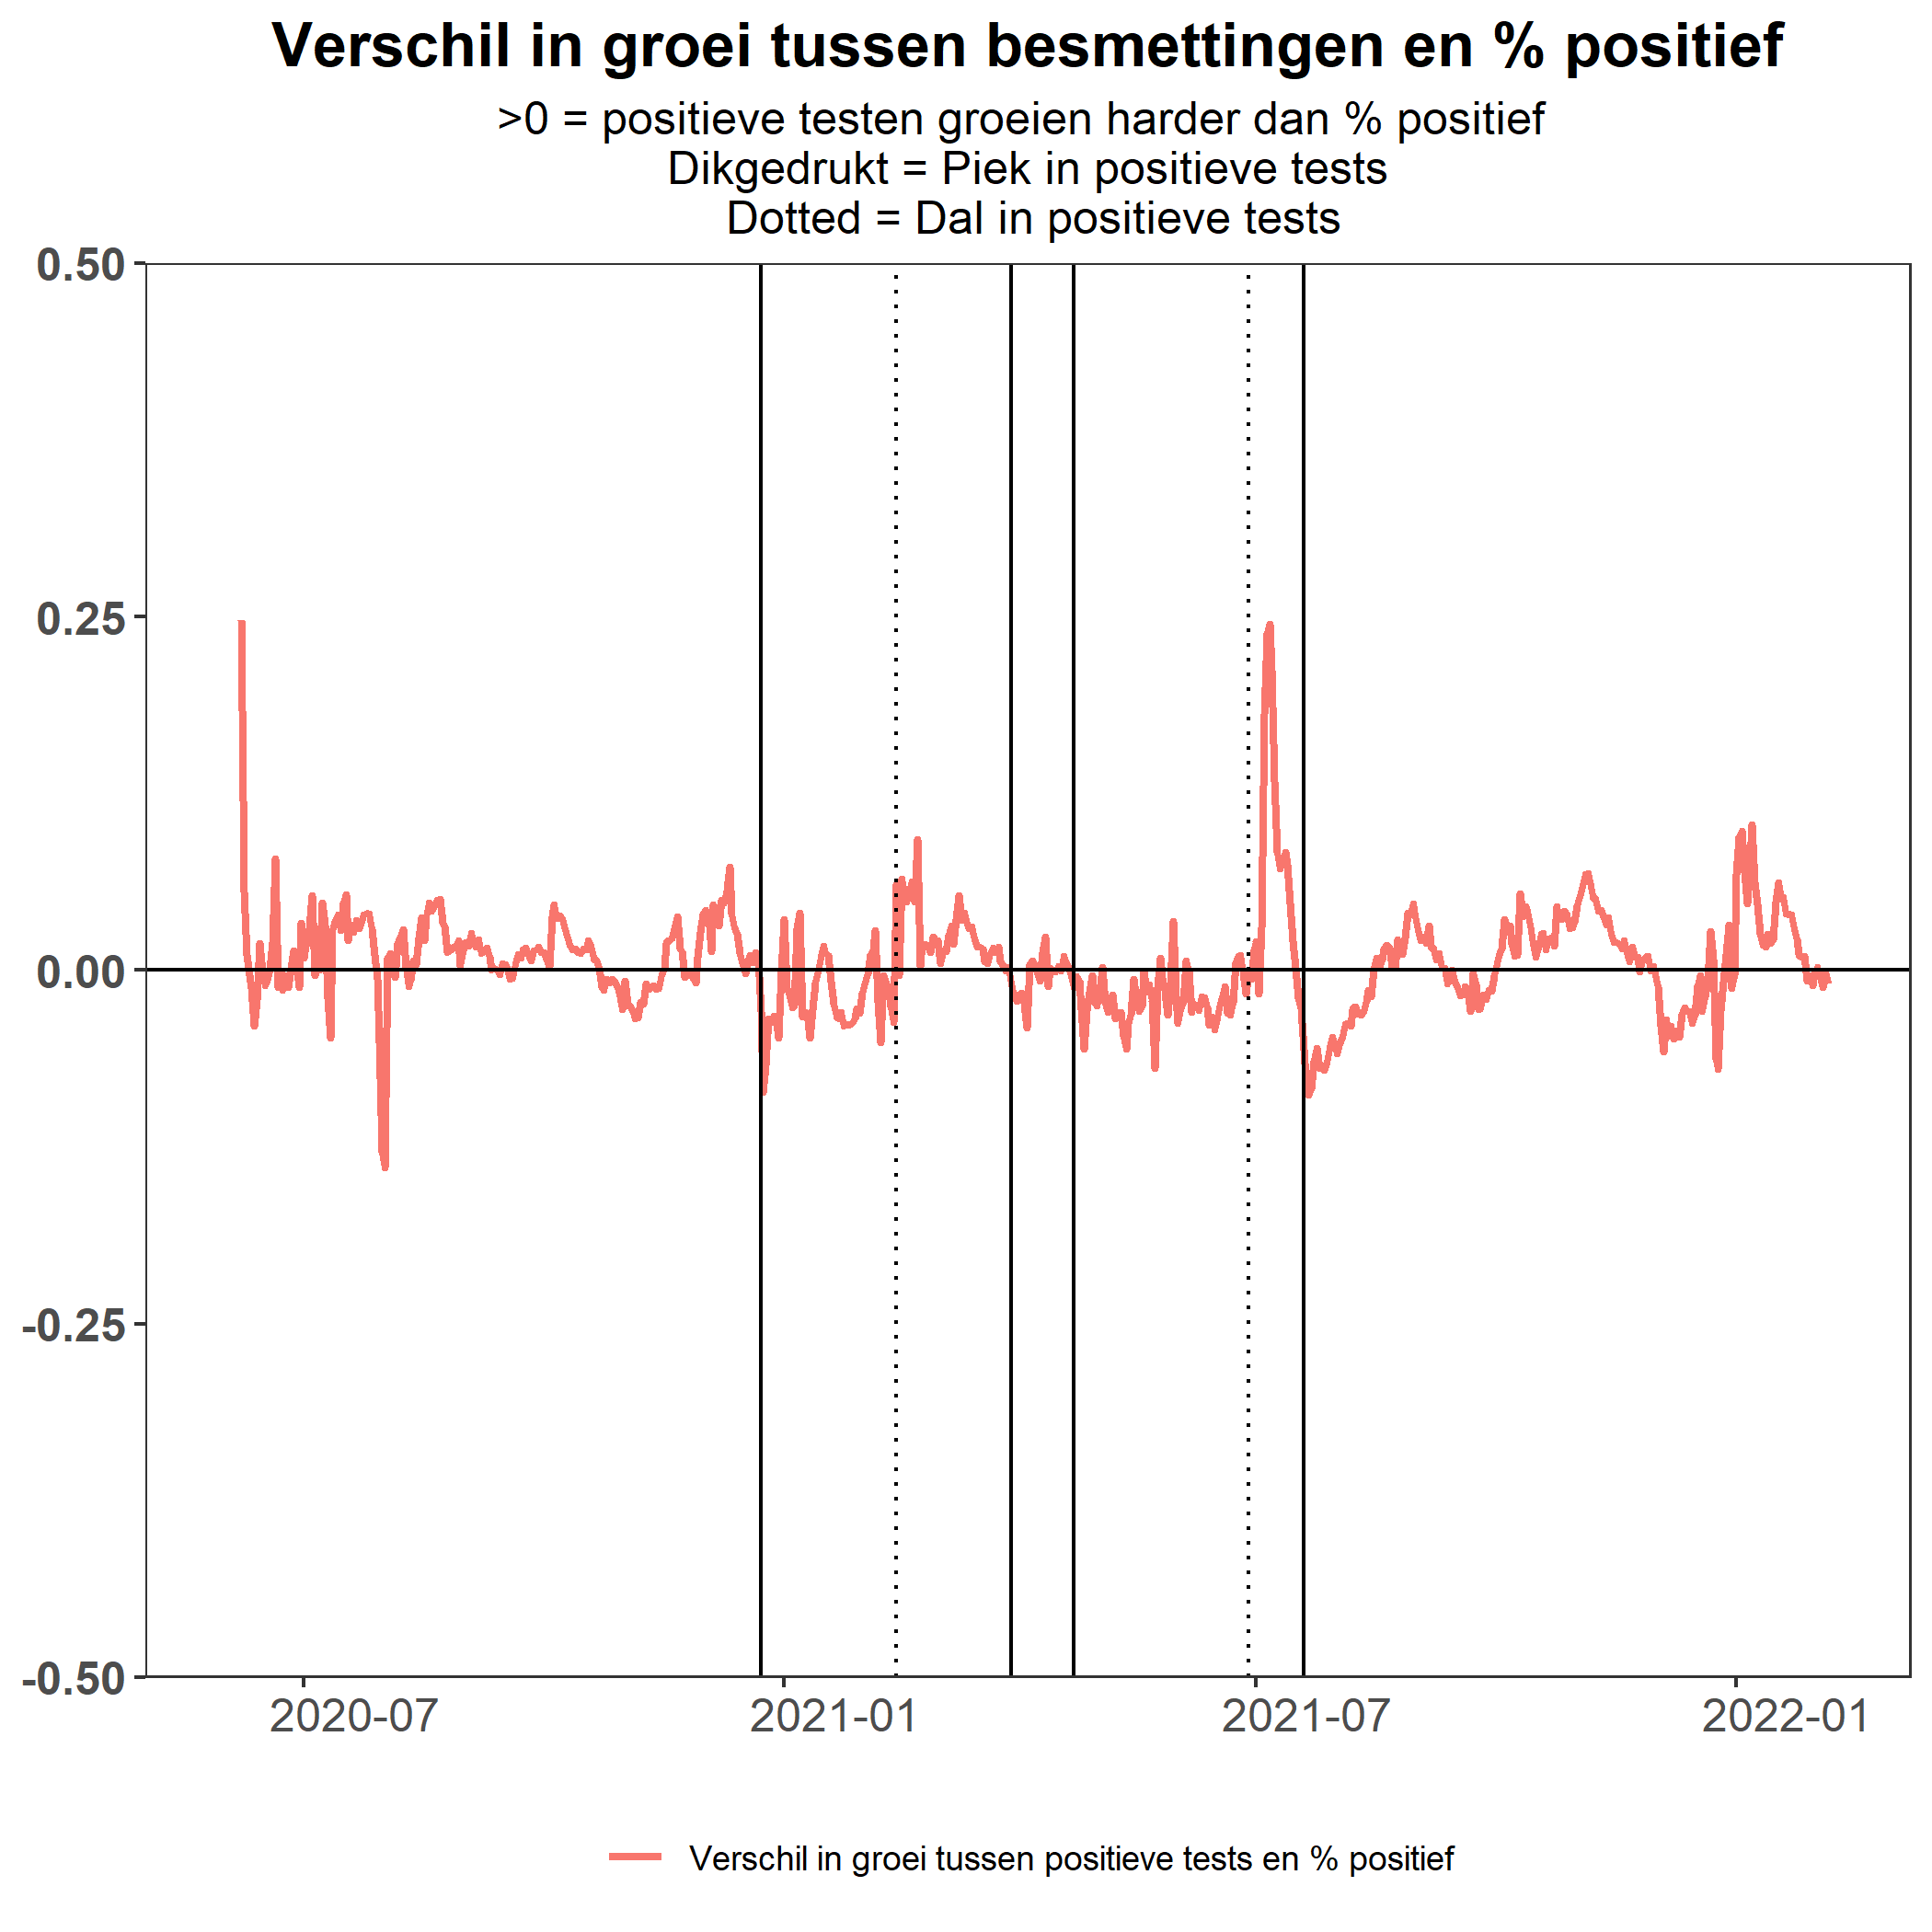 Verschil in groei tussen besmettingen en % positief
>0 = positieve testen groeien harder dan % positief
Dikgedrukt = Piek in positieve tests
Dotted = Dal in positieve tests
0.50
0.25
0.00
-0.25
-0.50
2020-07 2021-01 2021-07 2022-01
Verschil in groei tussen positieve tests en % positief